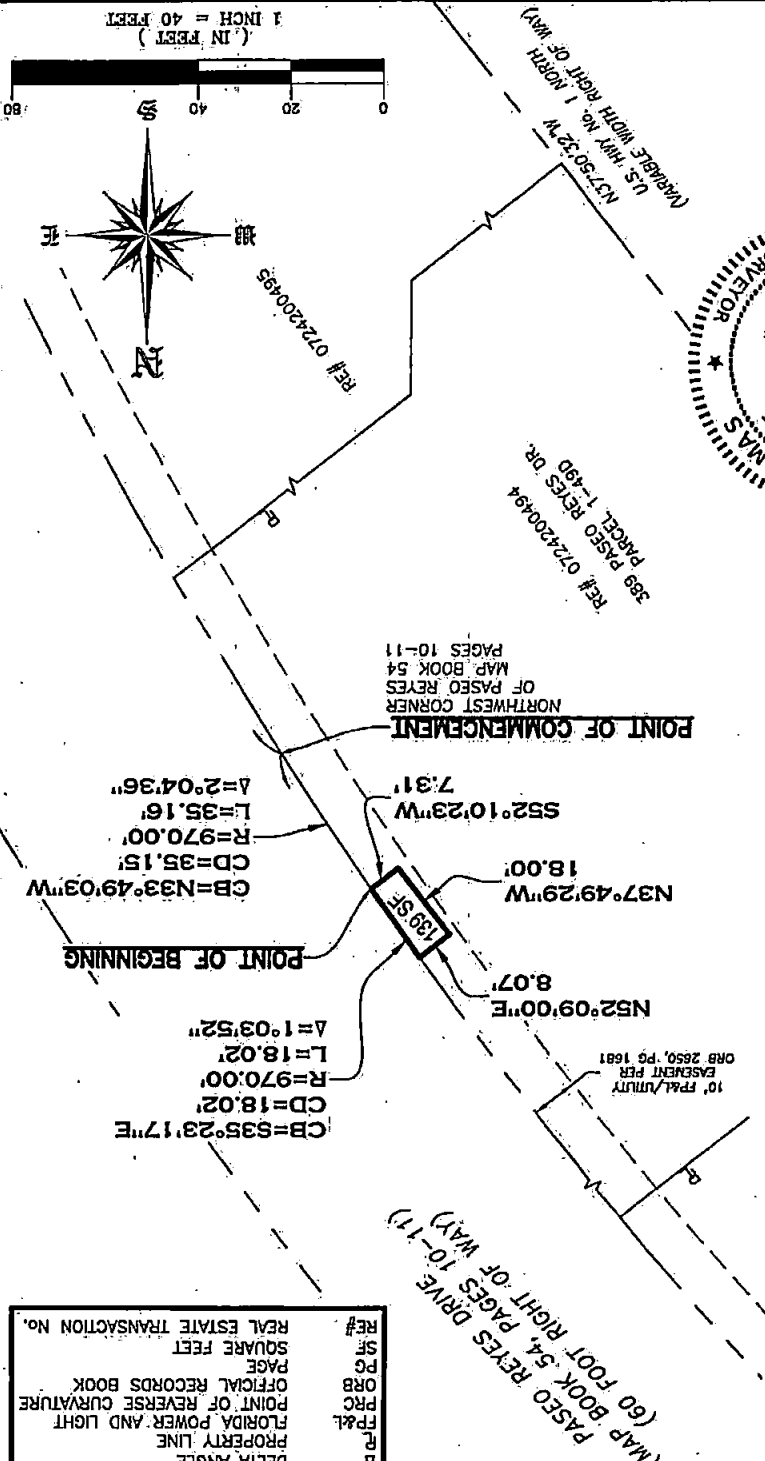 Δ DELTA ANGLE
PL PROPERTY LINE
FP&L FLORIDA POWER AND LIGHT
PRC POINT OF REVERSE CURVATURE
ORB OFFICIAL RECORDS BOOK
PG PAGE
SF SQUARE FEET
RE# REAL ESTATE TRANSACTION No.
PASEO REYES DRIVE
(MAP BOOK 54, PAGES 10-11)
(60 FOOT RIGHT OF WAY)
CB=S35°23'17"E
CD=18.02'
R=970.00'
L=18.02'
Δ=1°03'52"
10' FP&L/UTILITY
EASEMENT PER
ORB 2650, PG 1681
N52°09'00"E
8.07'
POINT OF BEGINNING
139 SF
N37°49'29"W
18.00'
CB=N33°49'03"W
CD=35.15'
R=970.00'
L=35.16'
Δ=2°04'36"
S52°10'23"W
7.31'
POINT OF COMMENCEMENT
NORTHWEST CORNER
OF PASEO REYES
MAP BOOK 54
PAGES 10-11
RE# 0724200494
389 PASEO REYES DR.
PARCEL 1-49D
RE# 0724200495
MAS
RVEYOR
N37°50'32"W
U.S. HWY No. 1 NORTH
(VARIABLE WIDTH RIGHT OF WAY)
N
W
E
S
0 20 40 80
( IN FEET )
1 INCH = 40 FEET